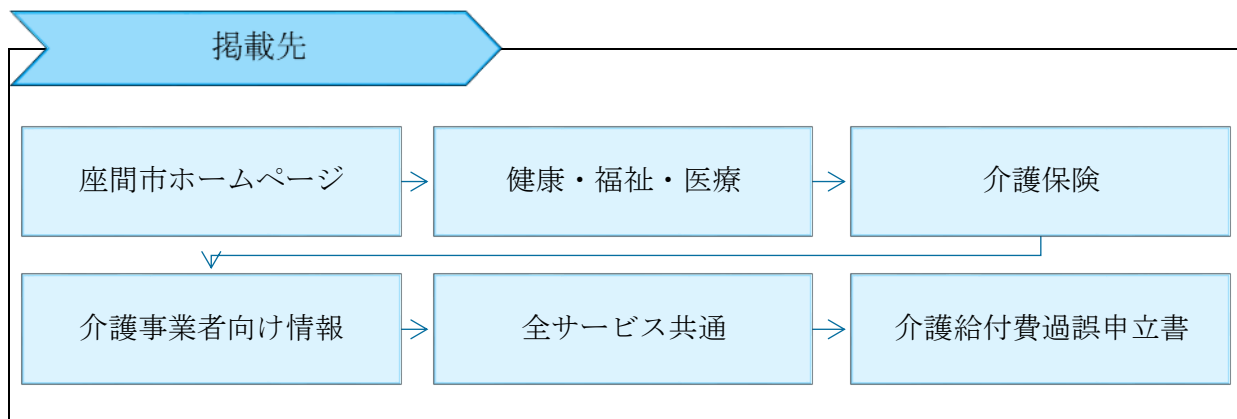 掲載先
座間市ホームページ
健康・福祉・医療
介護保険
介護事業者向け情報
全サービス共通
介護給付費過誤申立書